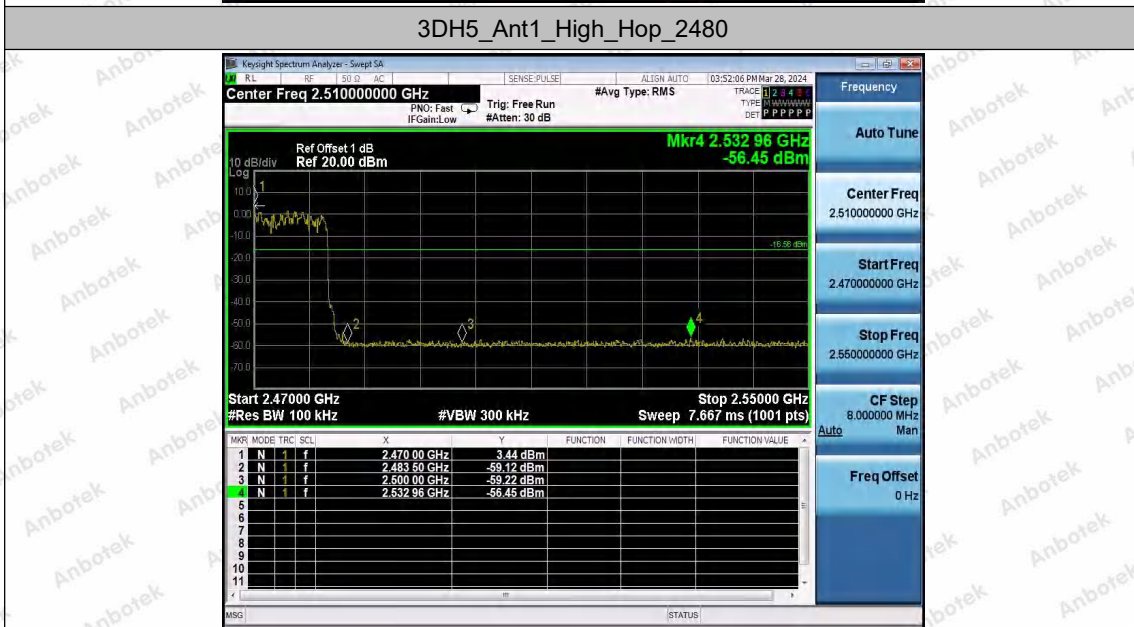 3DH5_Ant1_High_Hop_2480
Keysight Spectrum Analyzer - Swept SA
RL RF 50 Ω AC SENSE:PULSE ALIGN AUTO 03:52:06 PM Mar 28, 2024
Center Freq 2.510000000 GHz
#Avg Type: RMS
TRACE 1 2 3 4 5 6
PNO: Fast Trig: Free Run
TYPE M WWWWW
IFGain:Low #Atten: 30 dB
DET P P P P P P
Frequency
Auto Tune
Mkr4 2.532 96 GHz
-56.45 dBm
Ref Offset 1 dB
10 dB/div Ref 20.00 dBm
Log
10.0
0.00
-10.0
-20.0
-30.0
-40.0
-50.0
-60.0
-70.0
1
2
3
4
-16.56 dBm
Start 2.47000 GHz Stop 2.55000 GHz
#Res BW 100 kHz #VBW 300 kHz Sweep 7.667 ms (1001 pts)
MKR MODE TRC SCL X Y FUNCTION FUNCTION WIDTH FUNCTION VALUE
1 N 1 f 2.470 00 GHz 3.44 dBm
2 N 1 f 2.483 50 GHz -59.12 dBm
3 N 1 f 2.500 00 GHz -59.22 dBm
4 N 1 f 2.532 96 GHz -56.45 dBm
5
6
7
8
9
10
11
MSG STATUS
Center Freq
2.510000000 GHz
Start Freq
2.470000000 GHz
Stop Freq
2.550000000 GHz
CF Step
8.000000 MHz
Auto Man
Freq Offset
0 Hz
Anbotek